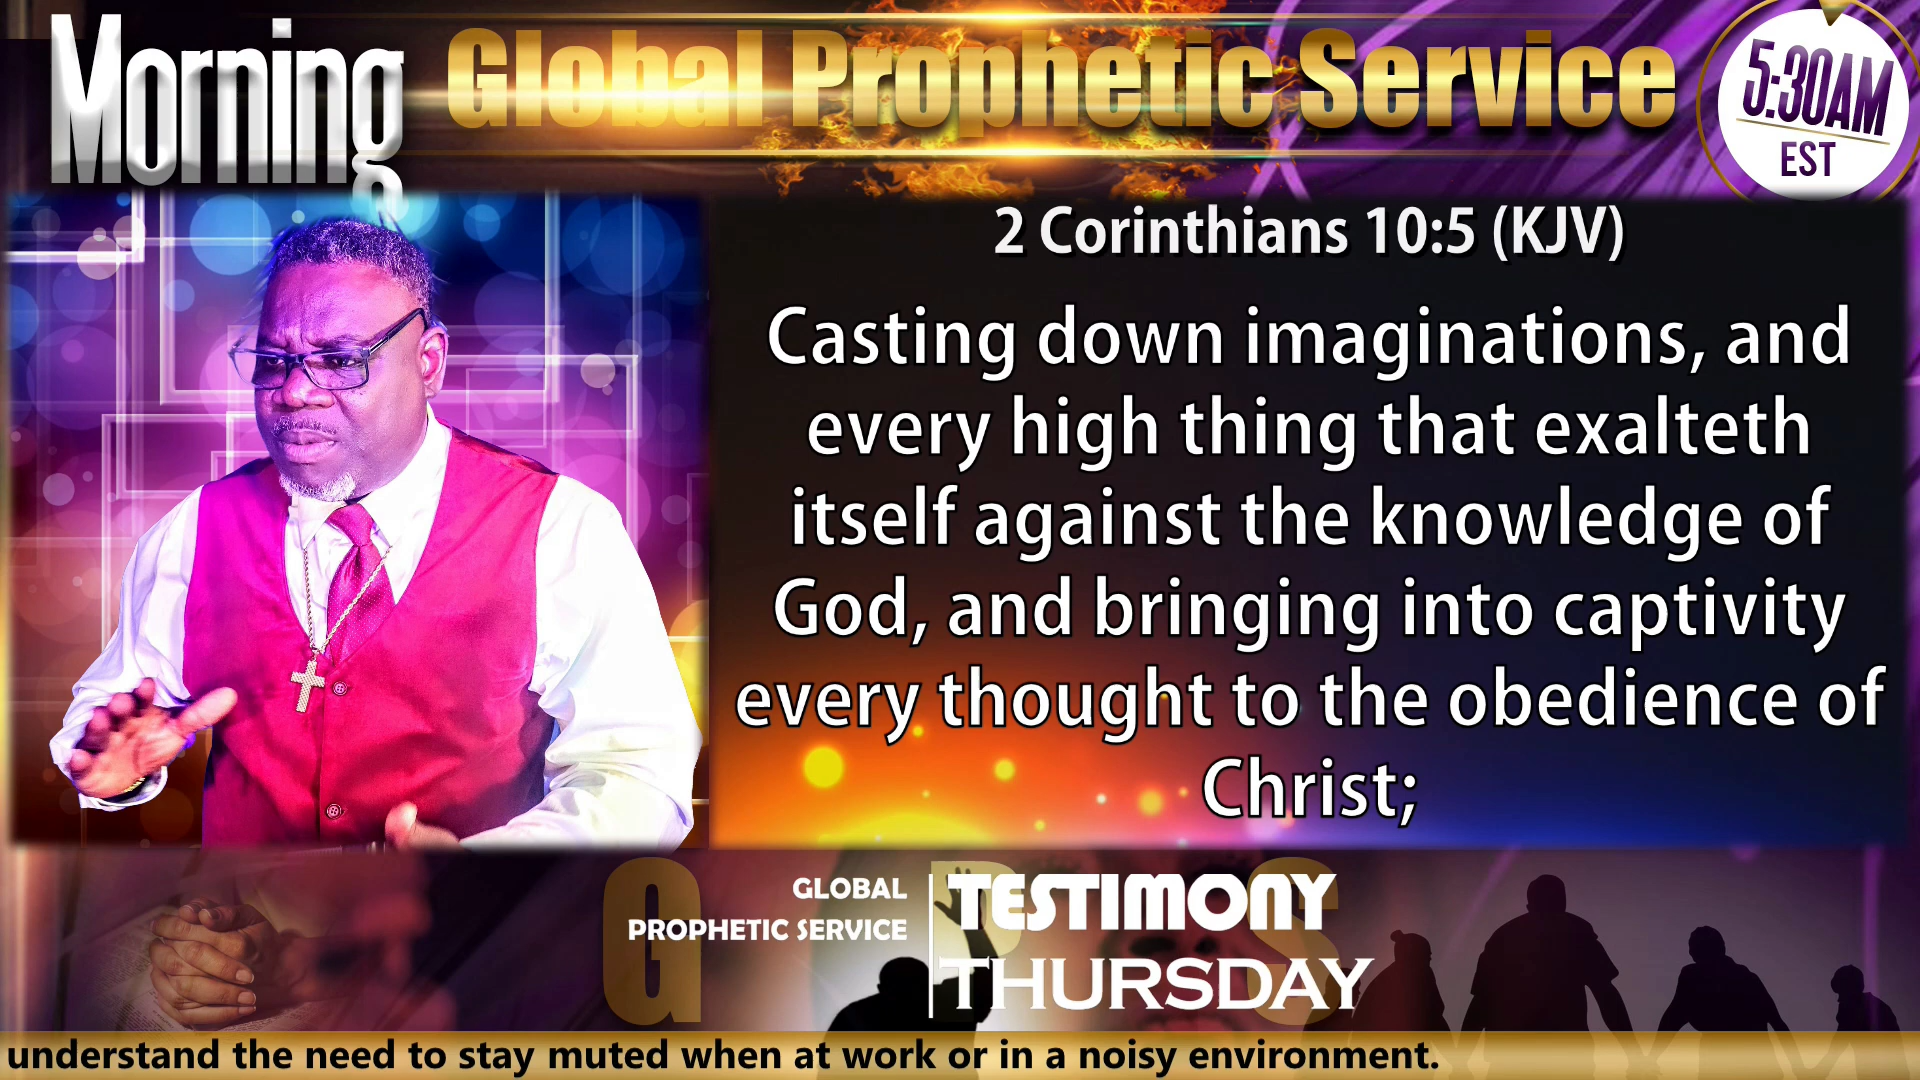 Morning
Global Prophetic Service
5:30AM
EST
2 Corinthians 10:5 (KJV)
Casting down imaginations, and
every high thing that exalteth
itself against the knowledge of
God, and bringing into captivity
every thought to the obedience of
Christ;
G P S
GLOBAL
PROPHETIC SERVICE
TESTIMONY
THURSDAY
understand the need to stay muted when at work or in a noisy environment.